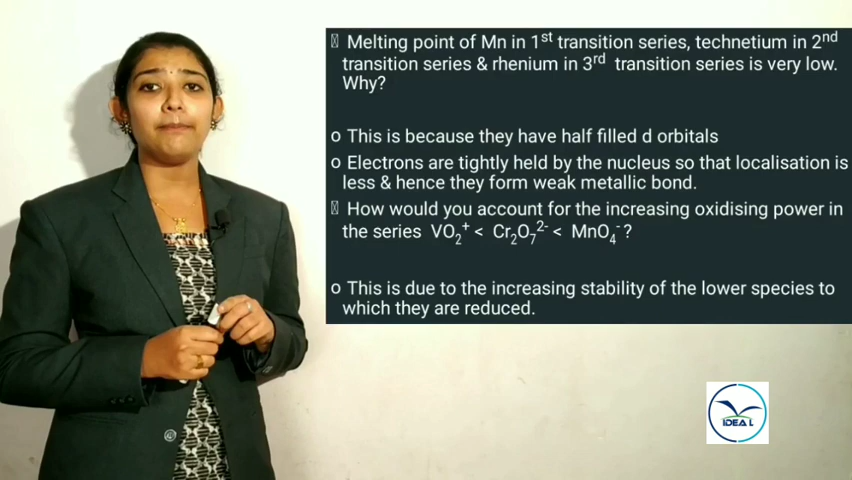 Melting point of Mn in 1st transition series, technetium in 2nd
transition series & rhenium in 3rd transition series is very low.
Why?
o This is because they have half filled d orbitals
o Electrons are tightly held by the nucleus so that localisation is
less & hence they form weak metallic bond.
How would you account for the increasing oxidising power in
the series VO₂⁺ < Cr₂O₇²⁻ < MnO₄⁻?
o This is due to the increasing stability of the lower species to
which they are reduced.
IDEAL